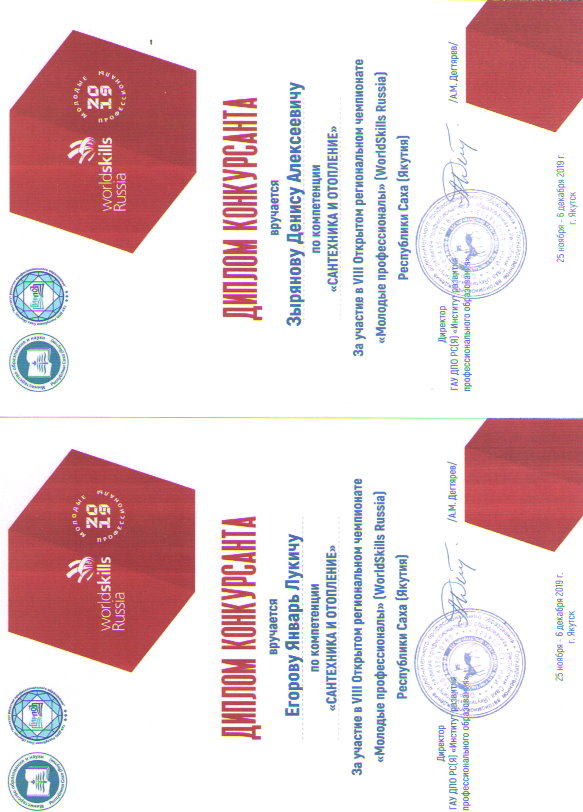 МОЛОДЫЕ ПРОФЕССИОНАЛЫ
2019
worldskills
Russia
ДИПЛОМ КОНКУРСАНТА
вручается
Зырянову Денису Алексеевичу
по компетенции
«САНТЕХНИКА И ОТОПЛЕНИЕ»
За участие в VIII Открытом региональном чемпионате
«Молодые профессионалы» (WorldSkills Russia)
Республики Саха (Якутия)
Директор
ГАУ ДПО РС(Я) «Институт развития
профессионального образования»
/А.М. Дегтярев/
25 ноября - 6 декабря 2019 г.
г. Якутск
МОЛОДЫЕ ПРОФЕССИОНАЛЫ
2019
worldskills
Russia
ДИПЛОМ КОНКУРСАНТА
вручается
Егорову Январь Лукичу
по компетенции
«САНТЕХНИКА И ОТОПЛЕНИЕ»
За участие в VIII Открытом региональном чемпионате
«Молодые профессионалы» (WorldSkills Russia)
Республики Саха (Якутия)
Директор
ГАУ ДПО РС(Я) «Институт развития
профессионального образования»
/А.М. Дегтярев/
25 ноября - 6 декабря 2019 г.
г. Якутск